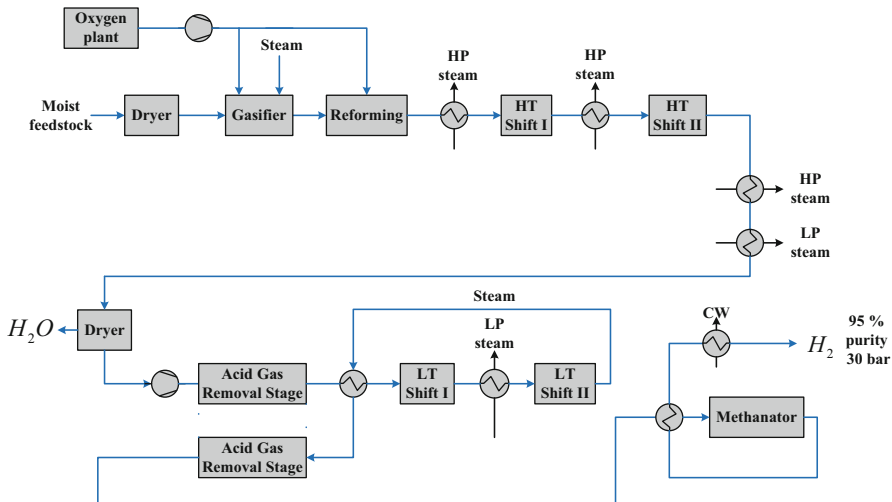 Oxygen
plant
Steam
HP
steam
HP
steam
Moist
feedstock
Dryer
Gasifier
Reforming
HT
Shift I
HT
Shift II
HP
steam
LP
steam
Steam
H₂O
Dryer
LP
steam
CW
H₂
95 %
purity
30 bar
Acid Gas
Removal Stage
LT
Shift I
LT
Shift II
Methanator
Acid Gas
Removal Stage